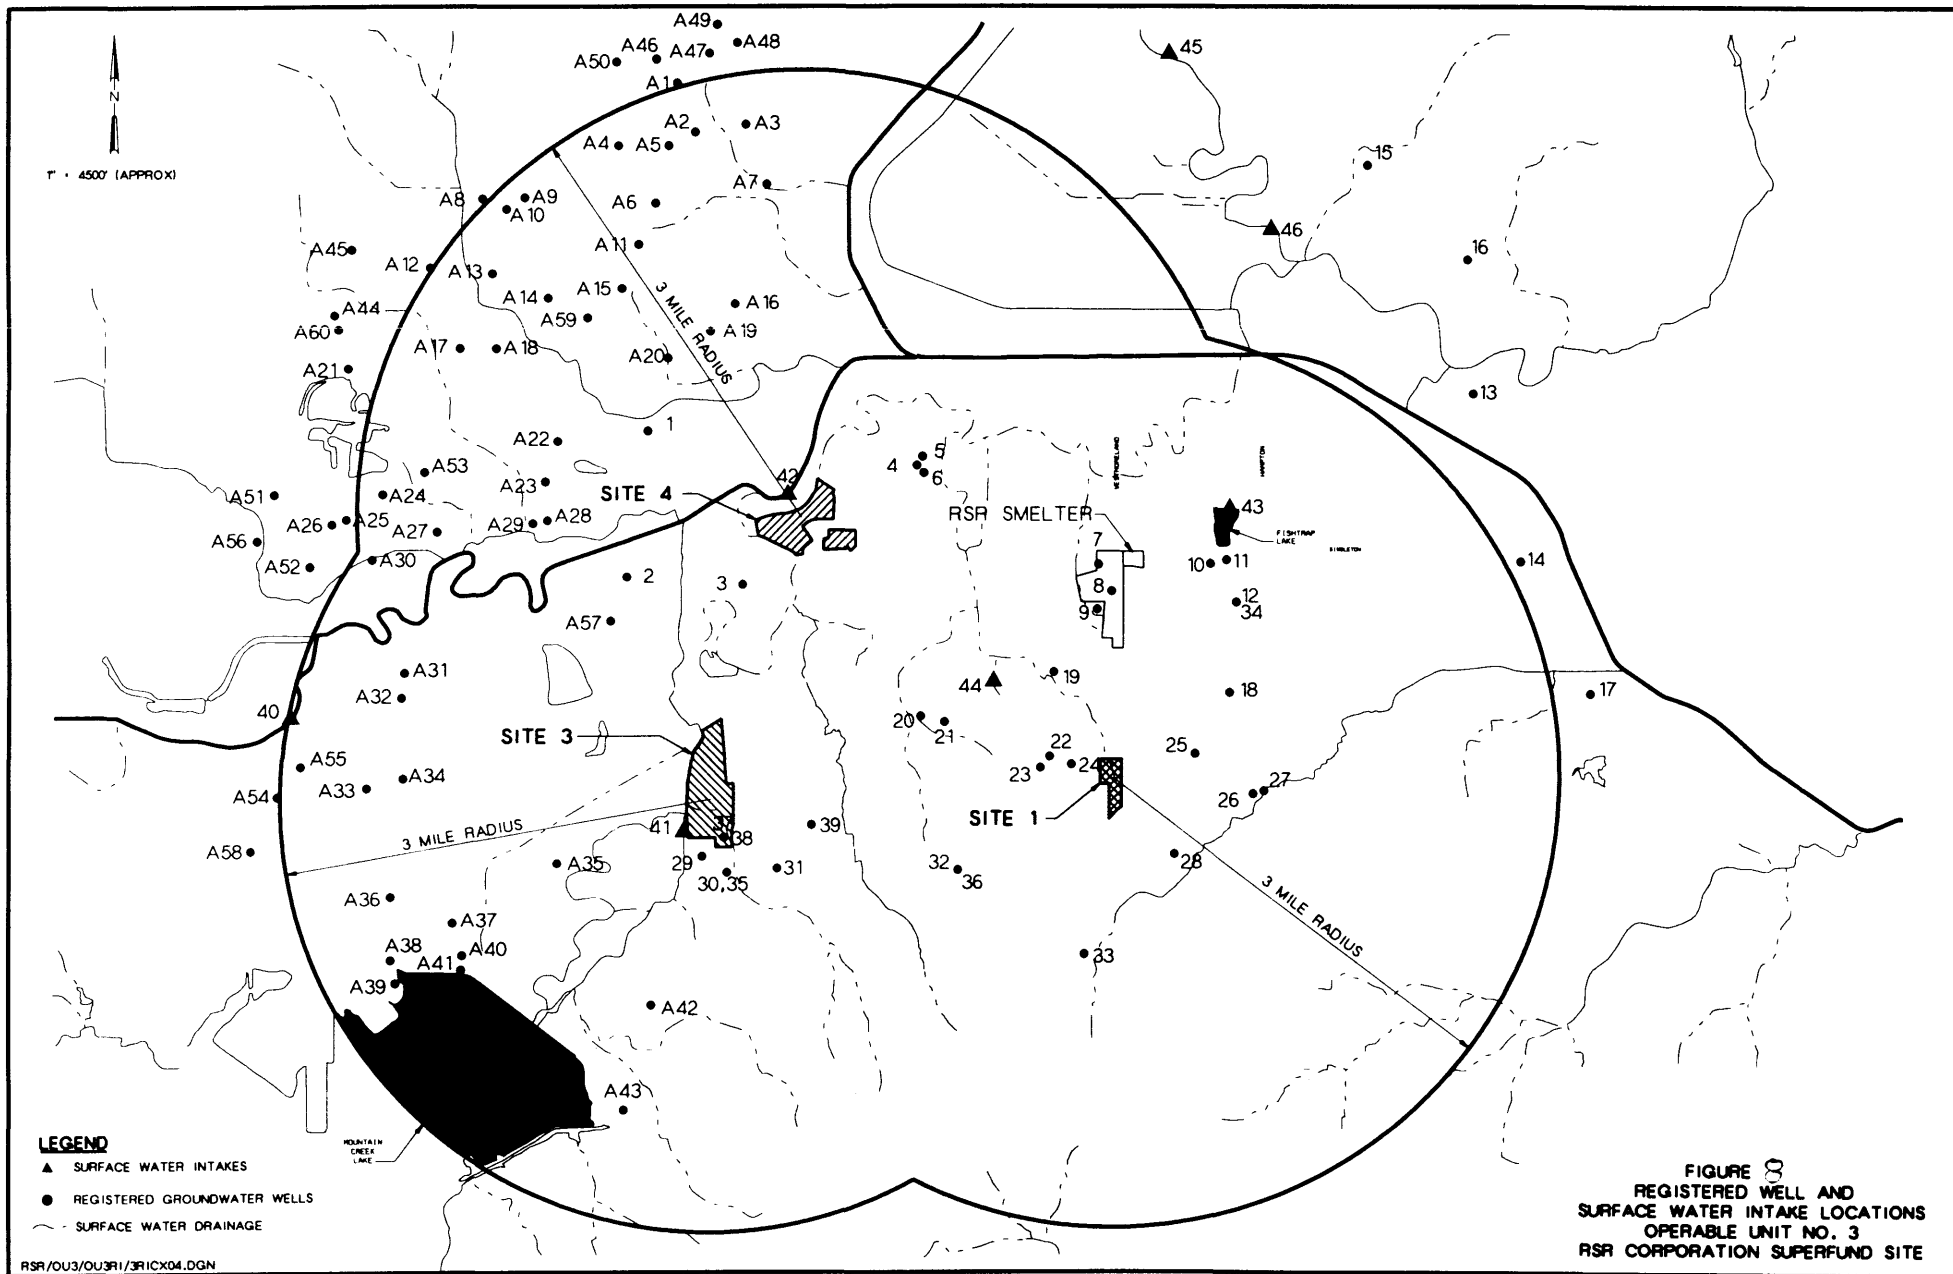 A49
A48
A46
A47
A50
A1
45
N
1" = 4500' (APPROX)
A2
A3
A4
A5
15
A7
A8
A9
A10
A6
46
A11
A45
16
A12
A13
A14
A15
A16
3 MILE RADIUS
A44
A59
A60
A19
A17
A18
A20
A21
13
1
A22
5
4
6
A53
WESTMORELAND
HAMPTON
A23
42
SITE 4
A51
A24
A26
A25
A29
A28
RSR SMELTER
43
A27
FISHTRAP
LAKE
A56
SINGLETON
7
A52
A30
10
11
14
2
3
8
12
9
34
A57
A31
19
44
18
17
A32
40
20
21
SITE 3
22
25
A55
23
24
A34
A33
26
27
A54
SITE 1
3 MILE RADIUS
41
37
38
39
A58
A35
29
30,35
31
32
36
28
3 MILE RADIUS
A36
A37
A38
A40
A41
33
A39
A42
A43
LEGEND
SURFACE WATER INTAKES
REGISTERED GROUNDWATER WELLS
SURFACE WATER DRAINAGE
MOUNTAIN
CREEK
LAKE
FIGURE 8
REGISTERED WELL AND
SURFACE WATER INTAKE LOCATIONS
OPERABLE UNIT NO. 3
RSR CORPORATION SUPERFUND SITE
RSR/OU3/OU3RI/3RICX04.DGN